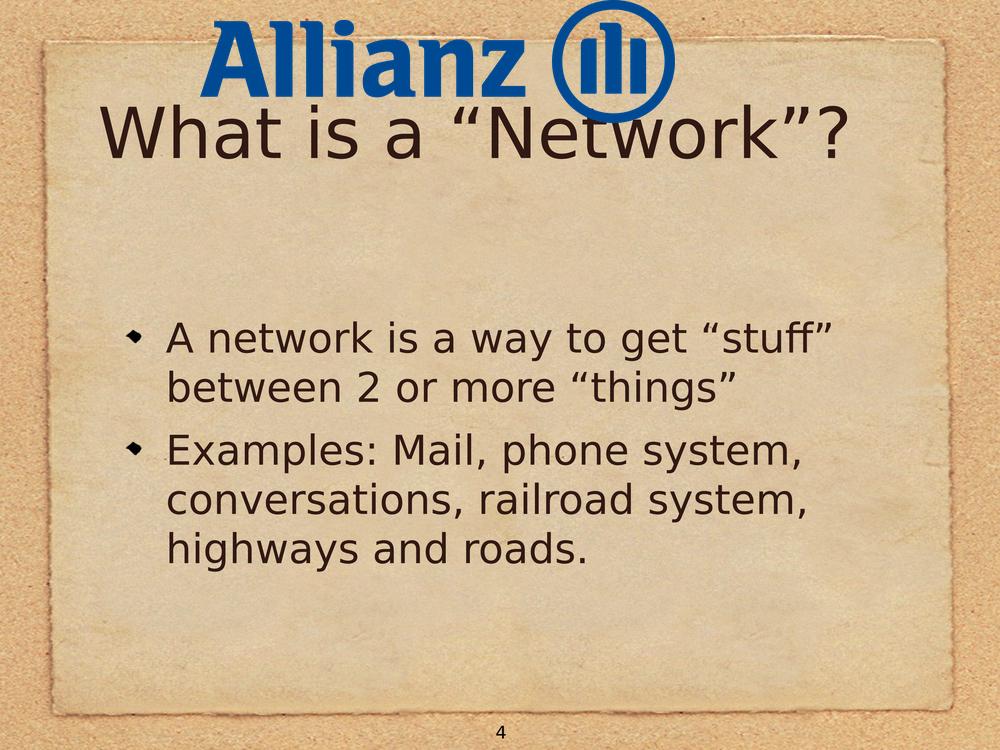 Allianz
What is a “Network”?
A network is a way to get “stuff”
between 2 or more “things”
Examples: Mail, phone system,
conversations, railroad system,
highways and roads.
4